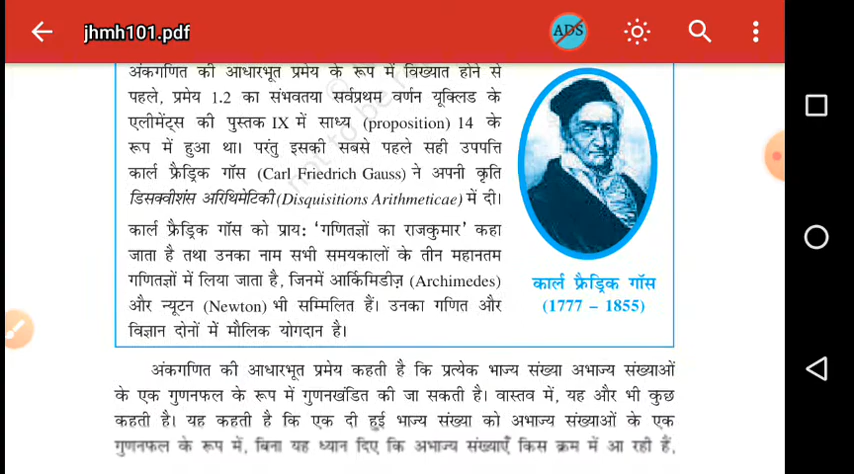 jhmh101.pdf
ADS
अंकगणित की आधारभूत प्रमेय के रूप में विख्यात होने से
पहले, प्रमेय 1.2 का संभवतया सर्वप्रथम वर्णन यूक्लिड के
एलीमेंट्स की पुस्तक IX में साध्य (proposition) 14 के
रूप में हुआ था। परंतु इसकी सबसे पहले सही उपपत्ति
कार्ल फ्रैड्रिक गॉस (Carl Friedrich Gauss) ने अपनी कृति
डिसक्वीशंस अरिथिमेटिकी (Disquisitions Arithmeticae) में दी।
कार्ल फ्रैड्रिक गॉस को प्राय: ‘गणितज्ञों का राजकुमार’ कहा
जाता है तथा उनका नाम सभी समयकालों के तीन महानतम
गणितज्ञों में लिया जाता है, जिनमें आर्किमिडीज़ (Archimedes)
और न्यूटन (Newton) भी सम्मिलित हैं। उनका गणित और
विज्ञान दोनों में मौलिक योगदान है।
कार्ल फ्रैड्रिक गॉस
(1777 – 1855)
अंकगणित की आधारभूत प्रमेय कहती है कि प्रत्येक भाज्य संख्या अभाज्य संख्याओं
के एक गुणनफल के रूप में गुणनखंडित की जा सकती है। वास्तव में, यह और भी कुछ
कहती है। यह कहती है कि एक दी हुई भाज्य संख्या को अभाज्य संख्याओं के एक
गुणनफल के रूप में, बिना यह ध्यान दिए कि अभाज्य संख्याएँ किस क्रम में आ रही हैं,
not to be r